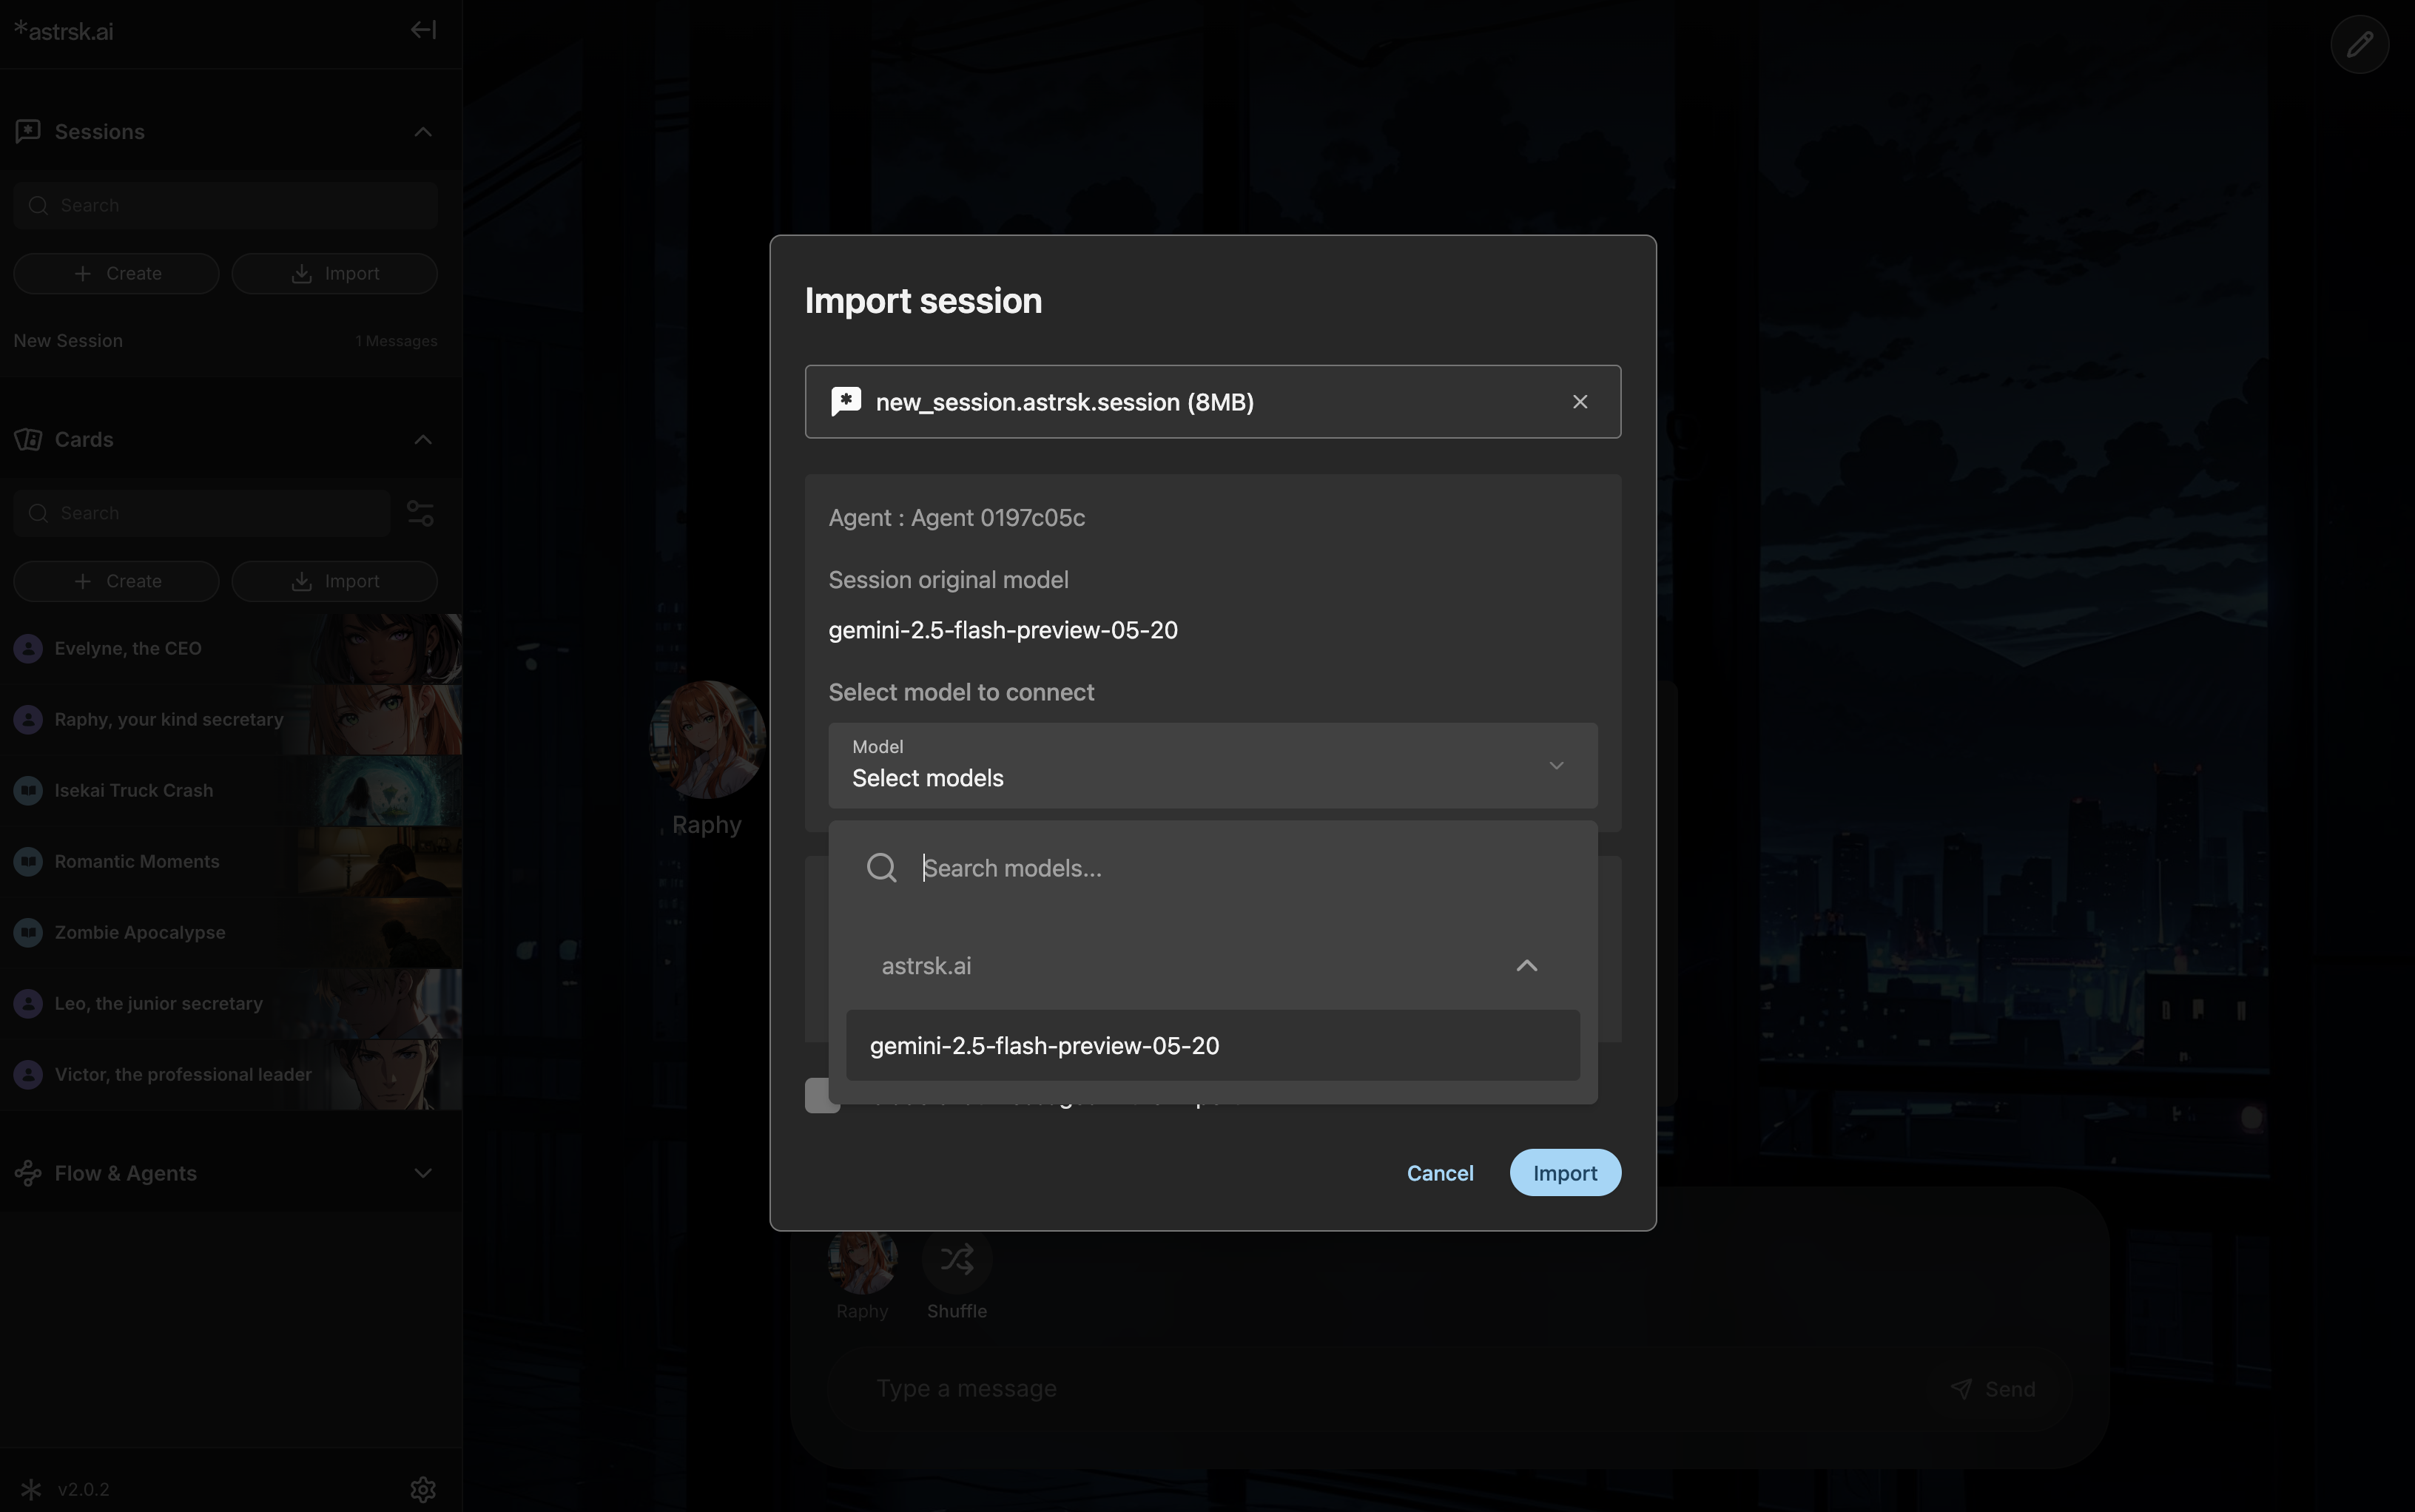 *astrsk.ai
Sessions
Search
Create
Import
New Session
1 Messages
Cards
Search
Create
Import
Evelyne, the CEO
Raphy, your kind secretary
Isekai Truck Crash
Romantic Moments
Zombie Apocalypse
Leo, the junior secretary
Victor, the professional leader
Flow & Agents
v2.0.2
Raphy
Import session
new_session.astrsk.session (8MB)
Agent : Agent 0197c05c
Session original model
gemini-2.5-flash-preview-05-20
Select model to connect
Model
Select models
Search models...
astrsk.ai
gemini-2.5-flash-preview-05-20
Cancel
Import
Raphy
Shuffle
Type a message
Send